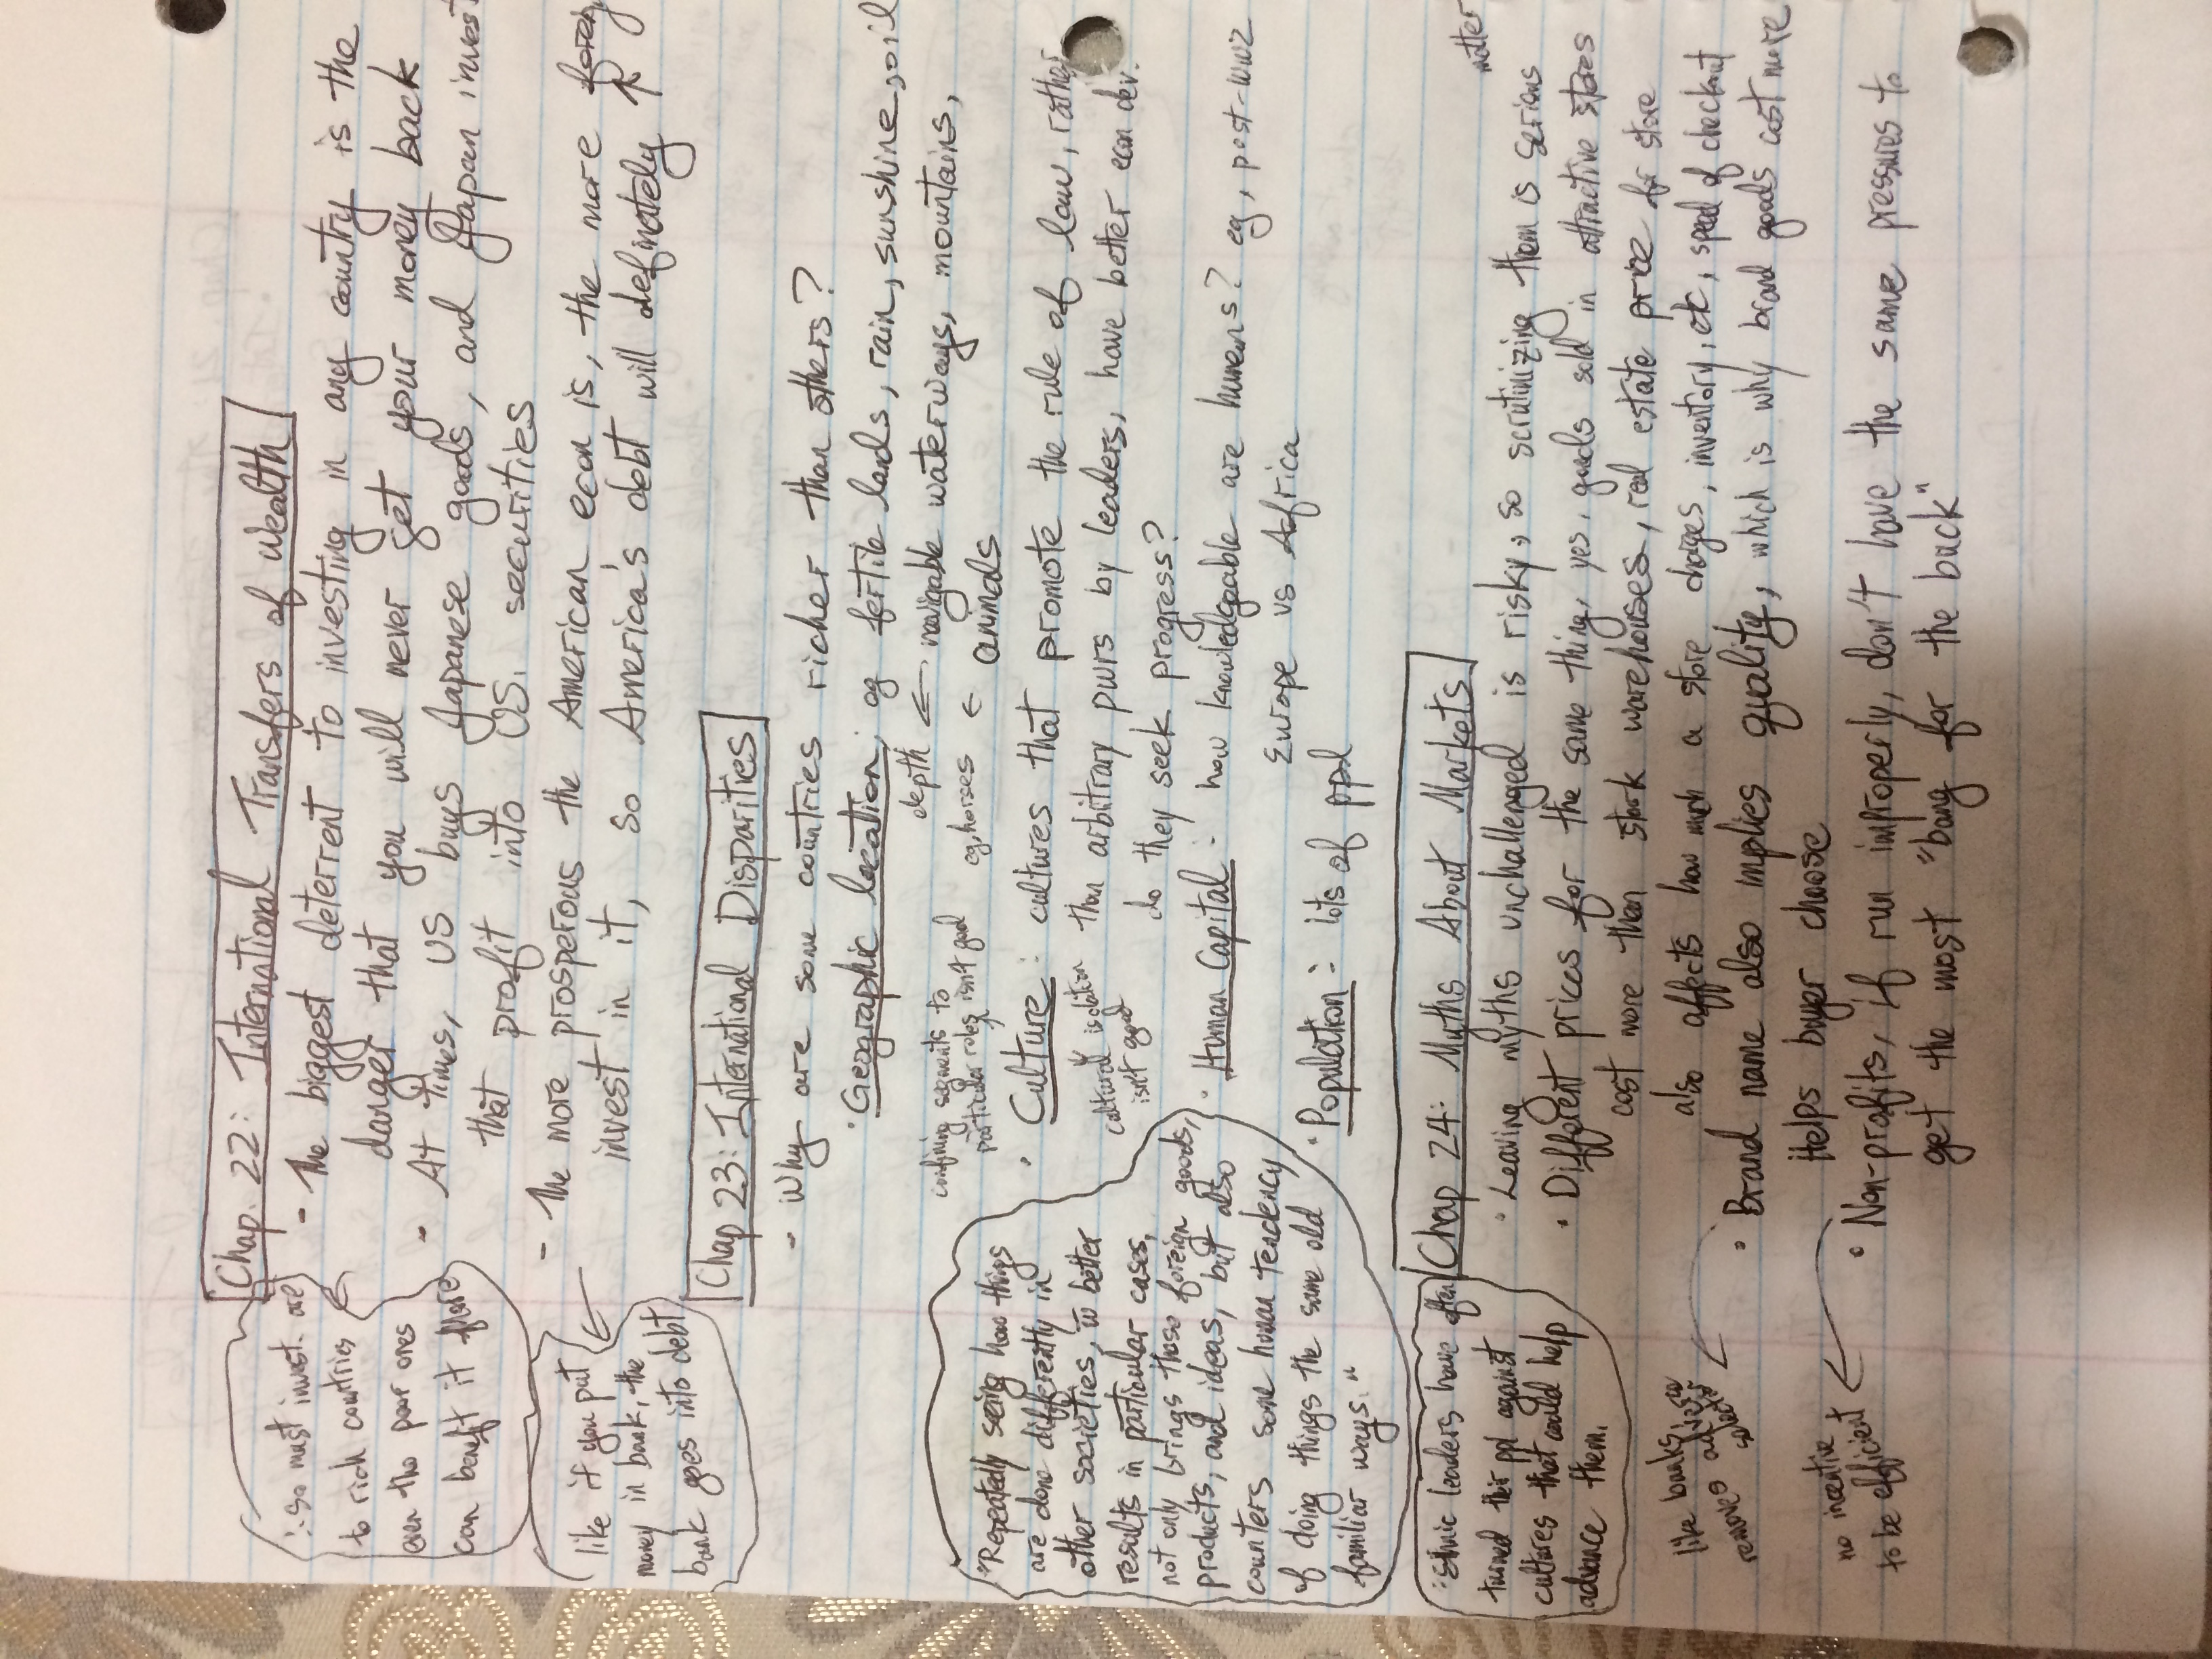 Chap. 22: International Transfers of Wealth
- The biggest deterrent to investing in any country is the
danger that you will never get your money back
∴ so most invest. are
to rich countries
even tho poor ones
can benefit it more
- At times, US buys Japanese goods, and Japan invest
that profit into US. securities
- The more prosperous the American econ is, the more foreig
invest in it, so America's debt will definately ↑
like if you put
money in bank, the
bank goes into debt
Chap 23: International Disparities
- Why are some countries richer than others?
· Geographic location; eg fertile lands, rain, sunshine, oil
depth ← navigable waterways, mountains,
eg, horses ← animals
confining segments to
particular roles isn't good
· Culture: cultures that promote the rule of law, rather
than arbitrary pwrs by leaders, have better econ dev.
do they seek progress?
cultural isolation
isn't good
· Human Capital: how knowledgeable are humans? eg, post-WW2
Europe vs Africa
· Population: lots of ppl
"Repeatedly seeing how things
are done differently in
other societies, w better
results in particular cases,
not only brings those foreign goods,
products, and ideas, but also
counters some human tendency
of doing things the same old
familiar ways."
Ethnic leaders have often
turned their ppl against
cultures that could help
advance them.
Chap 24: Myths About Markets
· Leaving myths unchallenged is risky, so scrutinizing them is serious
matter
· Different prices for the same thing, yes, goods sold in attractive stores
cost more than stark warehouses, real estate price for store
also affects how much a store charges, inventory, etc, speed of checkout
· Brand name also implies quality, which is why brand goods cost more
Helps buyer choose
like banks,
removes adverse
selection
· Non-profits, if run improperly, don't have the same pressures to
get the most "bang for the buck"
no incentive
to be efficient